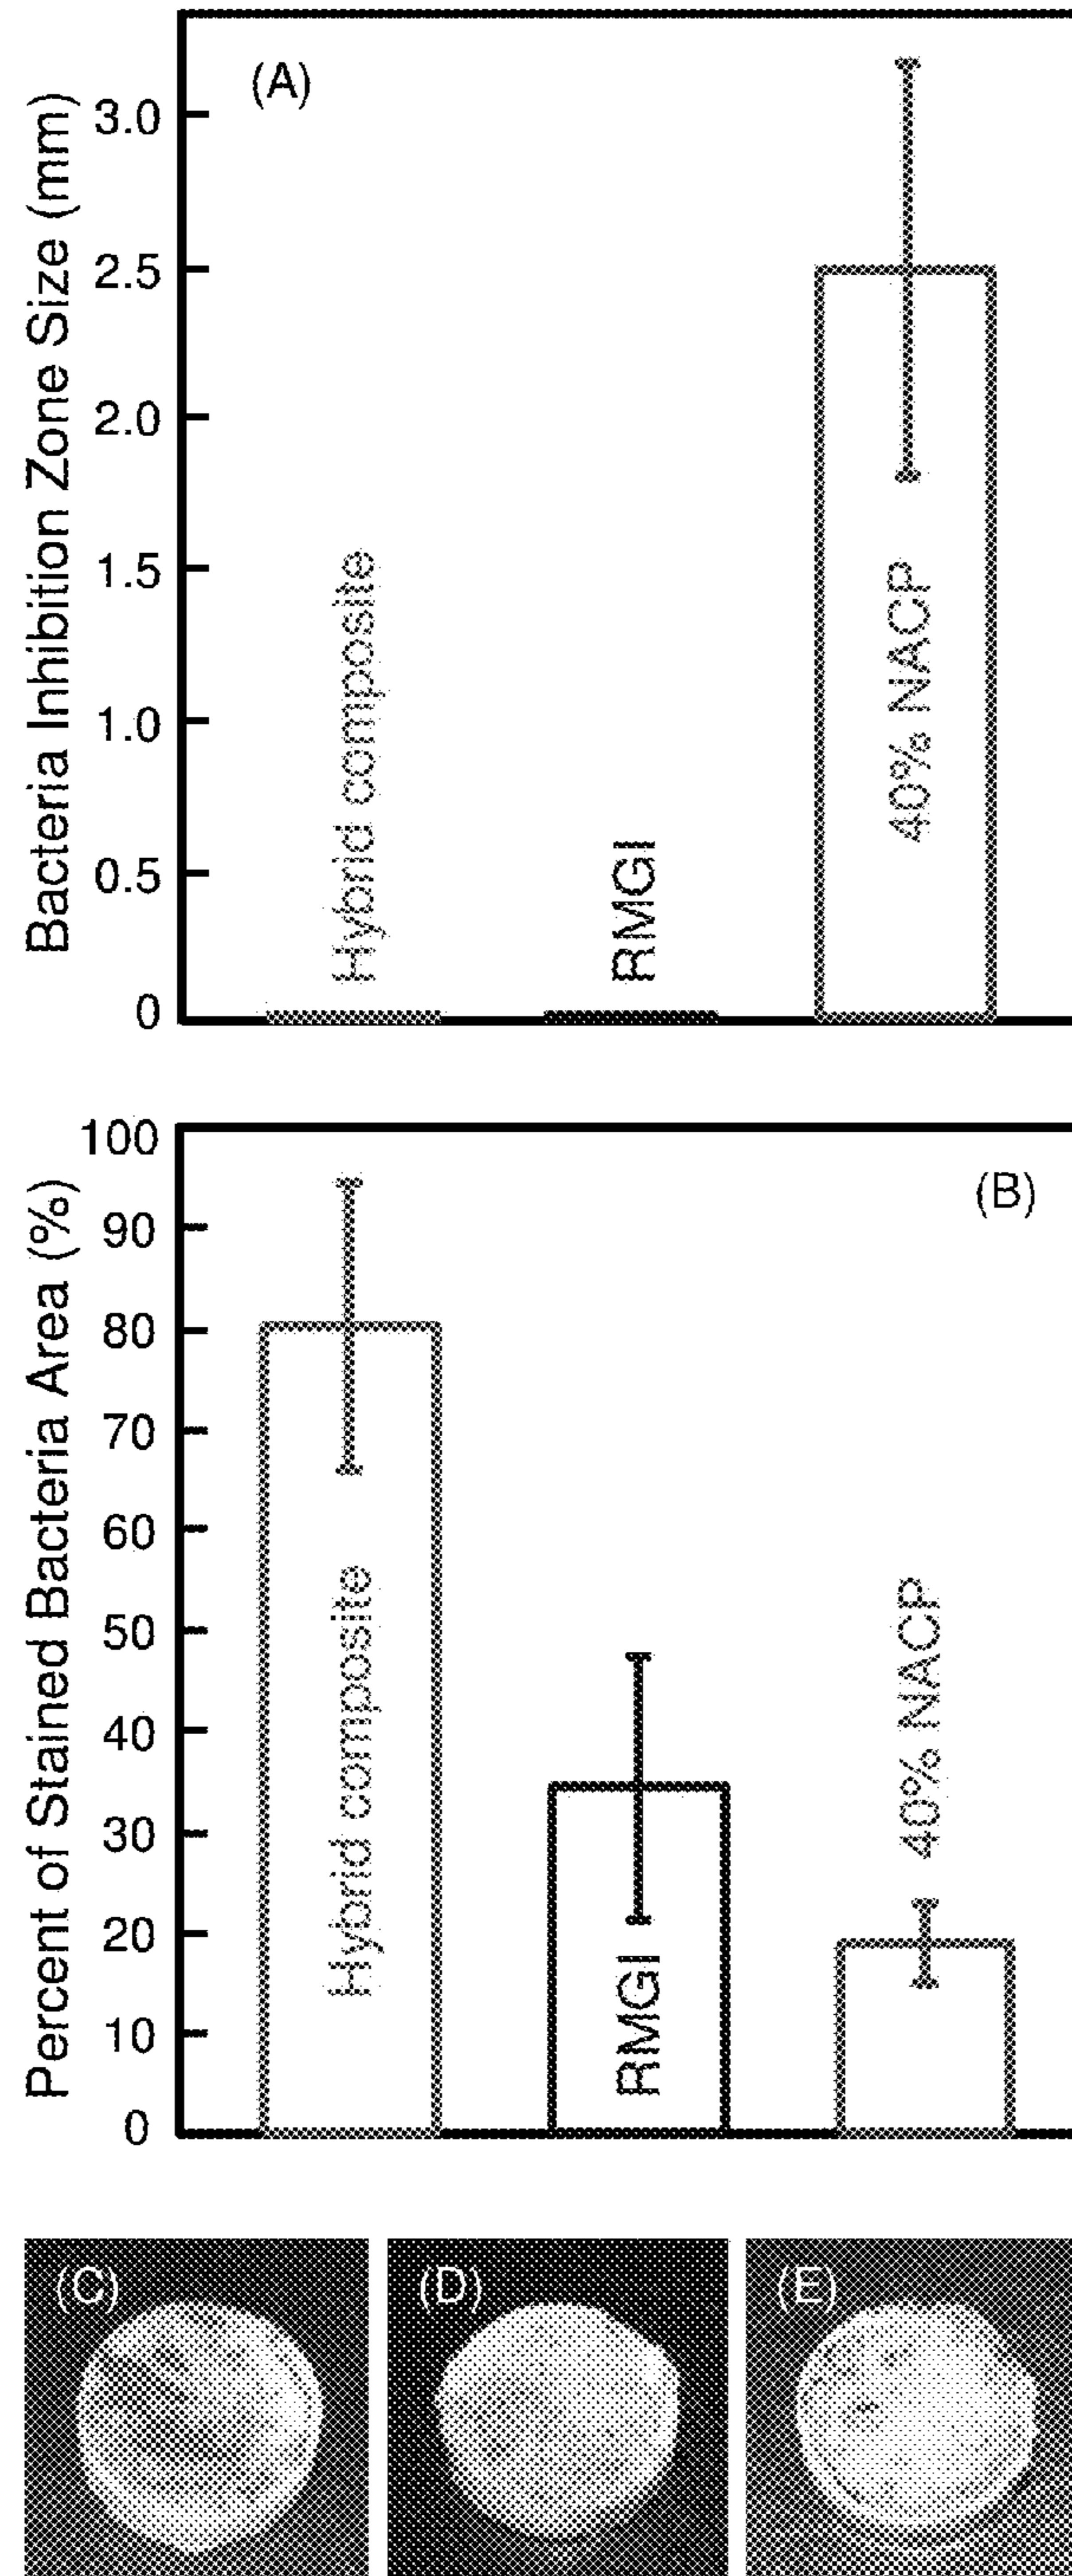 (A)
Bacteria Inhibition Zone Size (mm)
3.0
2.5
2.0
1.5
1.0
0.5
0
Hybrid composite
RMGI
40% NACP
(B)
Percent of Stained Bacteria Area (%)
100
90
80
70
60
50
40
30
20
10
0
Hybrid composite
RMGI
40% NACP
(C)
(D)
(E)